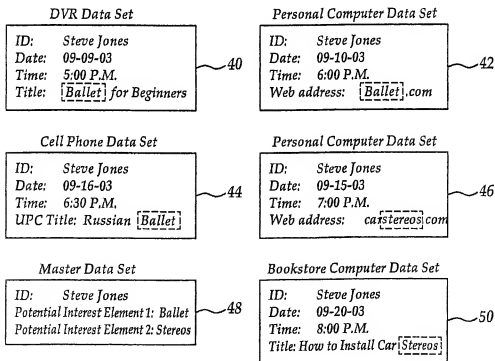 DVR Data Set
ID: Steve Jones
Date: 09-09-03
Time: 5:00 P.M.
Title: Ballet for Beginners
40
Personal Computer Data Set
ID: Steve Jones
Date: 09-10-03
Time: 6:00 P.M.
Web address: Ballet.com
42
Cell Phone Data Set
ID: Steve Jones
Date: 09-16-03
Time: 6:30 P.M.
UPC Title: Russian Ballet
44
Personal Computer Data Set
ID: Steve Jones
Date: 09-15-03
Time: 7:00 P.M.
Web address: carstereos.com
46
Master Data Set
ID: Steve Jones
Potential Interest Element 1: Ballet
Potential Interest Element 2: Stereos
48
Bookstore Computer Data Set
ID: Steve Jones
Date: 09-20-03
Time: 8:00 P.M.
Title: How to Install Car Stereos
50